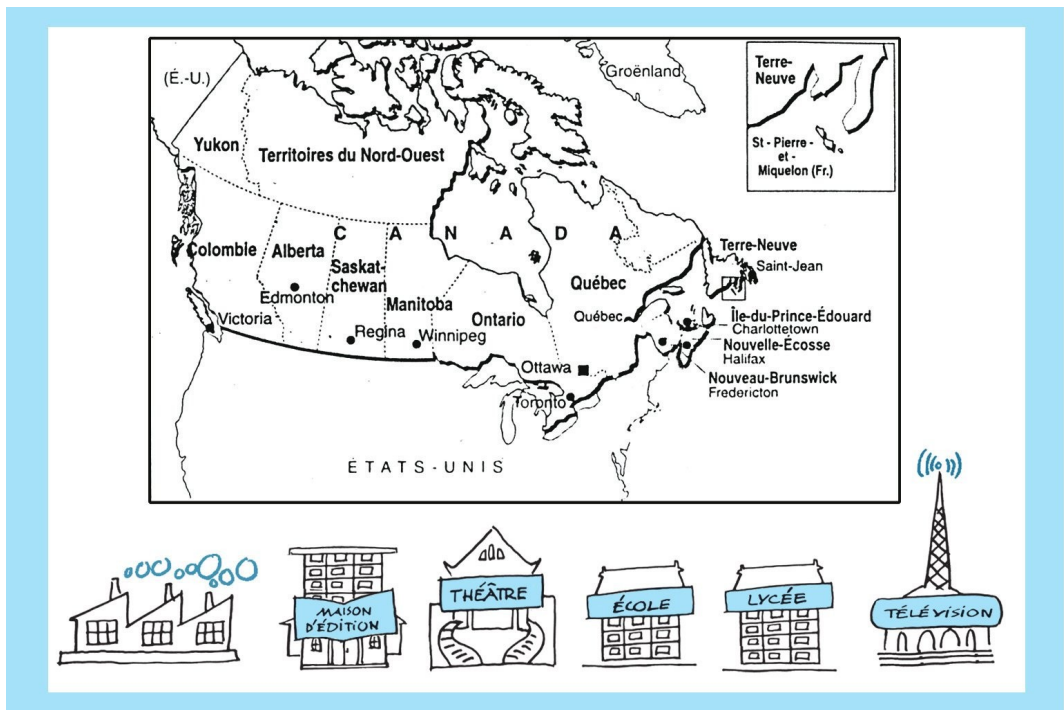 (É.-U.)
Groënland
Terre-
Neuve
St - Pierre -
et -
Miquelon (Fr.)
Yukon
Territoires du Nord-Ouest
C A N A D A
Colombie
Alberta
Saskat-
chewan
Manitoba
Ontario
Québec
Terre-Neuve
Saint-Jean
Edmonton
Victoria
Regina
Winnipeg
Québec
Île-du-Prince-Édouard
Charlottetown
Nouvelle-Écosse
Halifax
Ottawa
Nouveau-Brunswick
Fredericton
Toronto
ÉTATS-UNIS
MAISON
D'ÉDITION
THÉÂTRE
ÉCOLE
LYCÉE
TÉLÉVISION